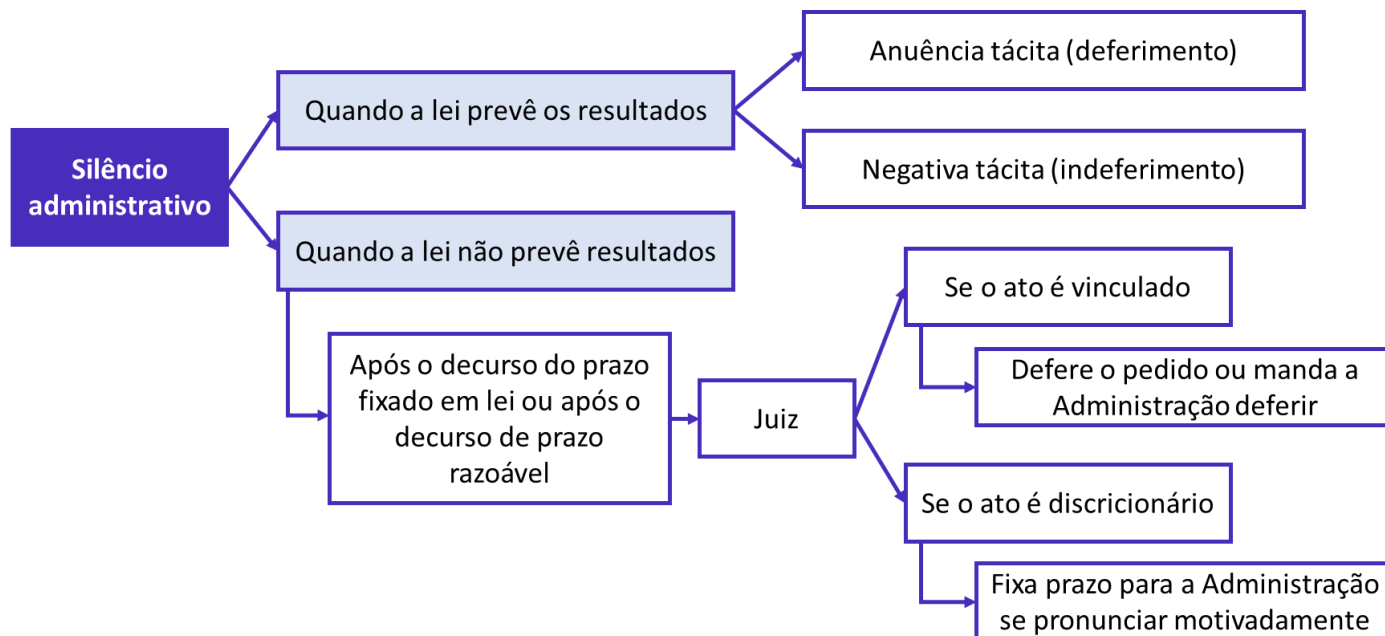 Silêncio
administrativo
Quando a lei prevê os resultados
Anuência tácita (deferimento)
Negativa tácita (indeferimento)
Quando a lei não prevê resultados
Após o decurso do prazo
fixado em lei ou após o
decurso de prazo
razoável
Juiz
Se o ato é vinculado
Defere o pedido ou manda a
Administração deferir
Se o ato é discricionário
Fixa prazo para a Administração
se pronunciar motivadamente